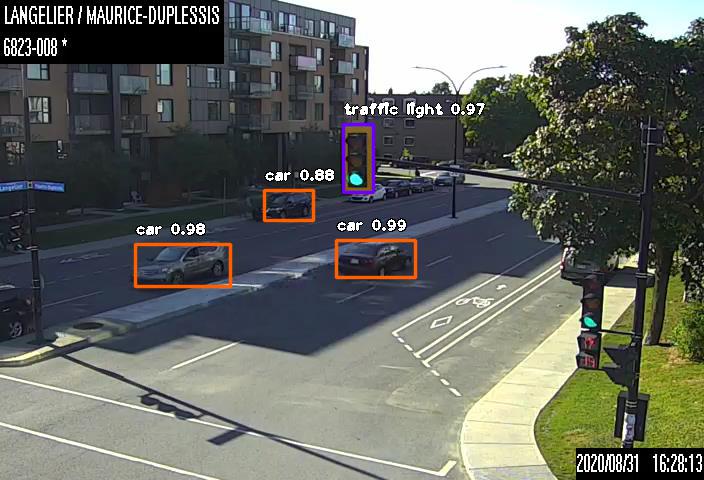 LANGELIER / MAURICE-DUPLESSIS
6823-008 *
traffic light 0.97
car 0.88
car 0.98
car 0.99
Langelier
2020/08/31 16:28:13